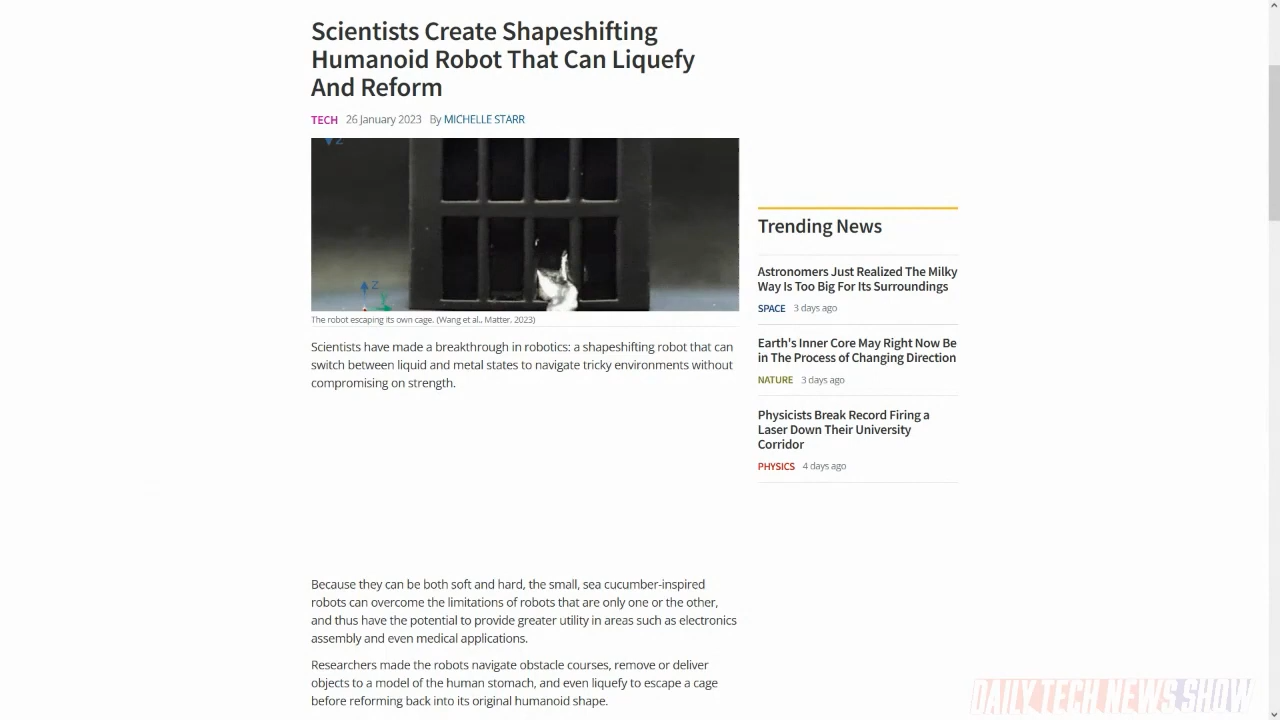 Scientists Create Shapeshifting
Humanoid Robot That Can Liquefy
And Reform
TECH 26 January 2023 By MICHELLE STARR
Z
Z
Y
The robot escaping its own cage. (Wang et al., Matter. 2023)
Scientists have made a breakthrough in robotics: a shapeshifting robot that can
switch between liquid and metal states to navigate tricky environments without
compromising on strength.
Because they can be both soft and hard, the small, sea cucumber-inspired
robots can overcome the limitations of robots that are only one or the other,
and thus have the potential to provide greater utility in areas such as electronics
assembly and even medical applications.
Researchers made the robots navigate obstacle courses, remove or deliver
objects to a model of the human stomach, and even liquefy to escape a cage
before reforming back into its original humanoid shape.
Trending News
Astronomers Just Realized The Milky
Way Is Too Big For Its Surroundings
SPACE 3 days ago
Earth's Inner Core May Right Now Be
in The Process of Changing Direction
NATURE 3 days ago
Physicists Break Record Firing a
Laser Down Their University
Corridor
PHYSICS 4 days ago
DAILY TECH NEWS SHOW